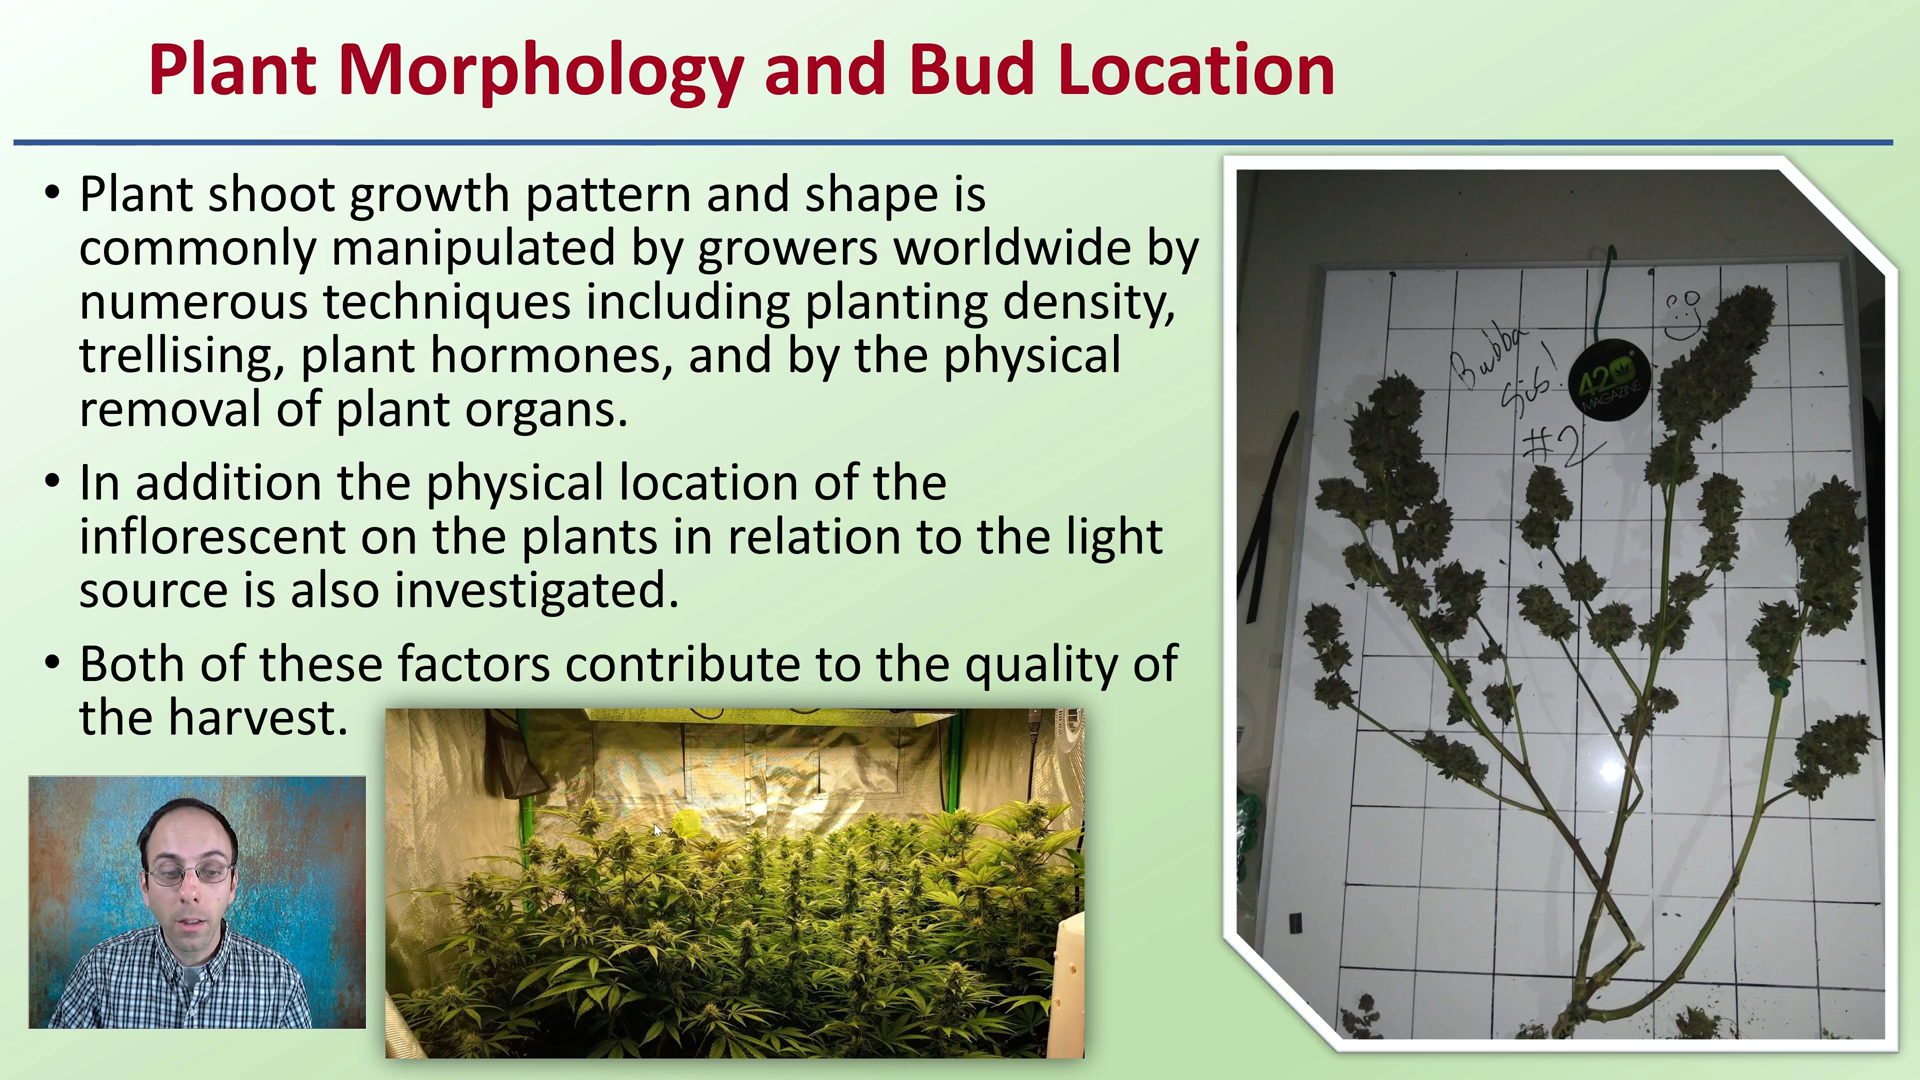 Plant Morphology and Bud Location
• Plant shoot growth pattern and shape is
commonly manipulated by growers worldwide by
numerous techniques including planting density,
trellising, plant hormones, and by the physical
removal of plant organs.
• In addition the physical location of the
inflorescent on the plants in relation to the light
source is also investigated.
• Both of these factors contribute to the quality of
the harvest.
Bubba
Sis!
#2
420
MAGAZINE